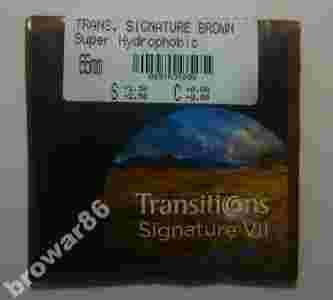 TRANS. SIGNATURE BROWN
Super Hydrophobic
65mm
Transitions
Signature VII
browar86